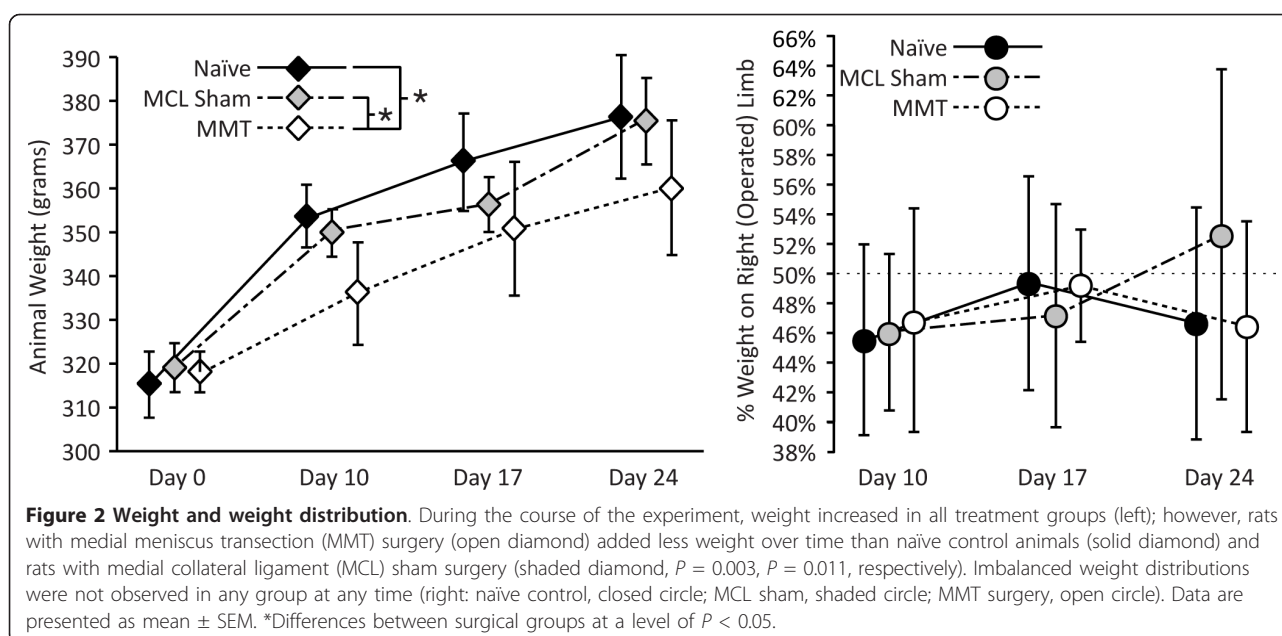 390
380
370
360
350
340
330
320
310
300
Animal Weight (grams)
Naïve
MCL Sham
MMT
*
*
Day 0 Day 10 Day 17 Day 24
66%
64%
62%
60%
58%
56%
54%
52%
50%
48%
46%
44%
42%
40%
38%
% Weight on Right (Operated) Limb
Naïve
MCL Sham
MMT
Day 10 Day 17 Day 24
Figure 2 Weight and weight distribution. During the course of the experiment, weight increased in all treatment groups (left); however, rats
with medial meniscus transection (MMT) surgery (open diamond) added less weight over time than naïve control animals (solid diamond) and
rats with medial collateral ligament (MCL) sham surgery (shaded diamond, P = 0.003, P = 0.011, respectively). Imbalanced weight distributions
were not observed in any group at any time (right: naïve control, closed circle; MCL sham, shaded circle; MMT surgery, open circle). Data are
presented as mean ± SEM. *Differences between surgical groups at a level of P < 0.05.